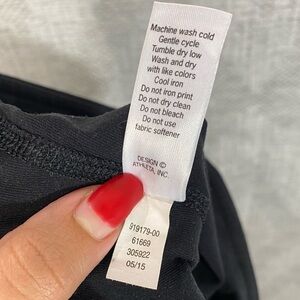 Machine wash cold
Gentle cycle
Tumble dry low
Wash and dry
with like colors
Cool iron
Do not iron print
Do not dry clean
Do not bleach
Do not use
fabric softener
DESIGN ©
ATHLETA, INC.
919179-00
61669
305922
05/15